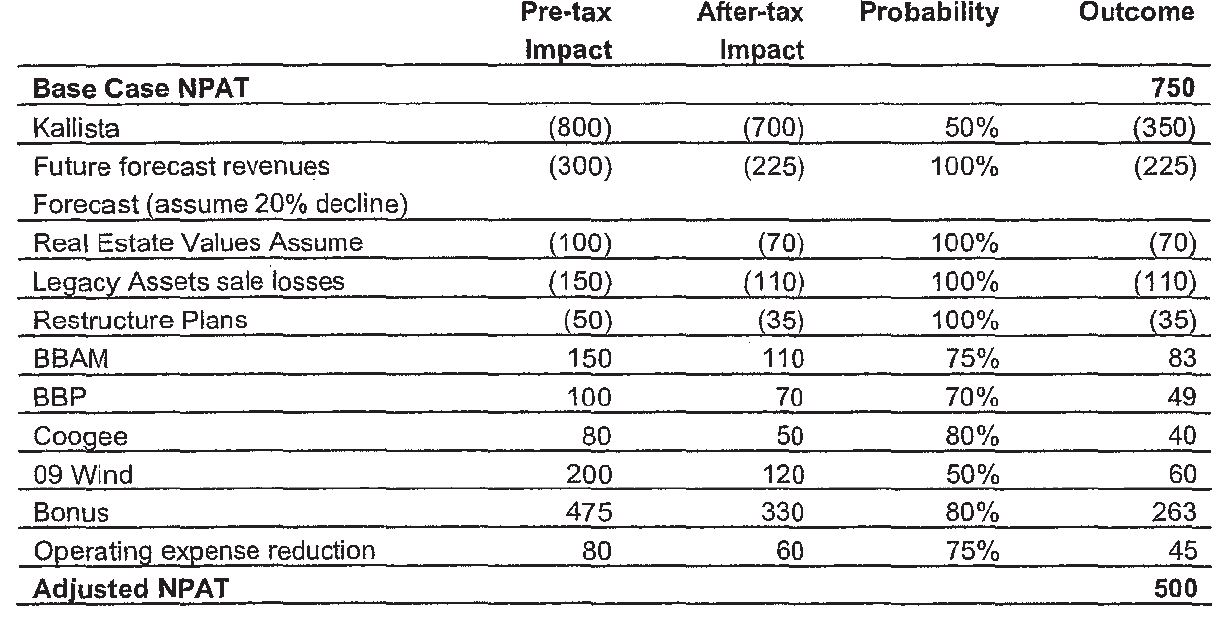 Pre-tax After-tax Probability Outcome
Impact Impact
Base Case NPAT 750
Kallista (800) (700) 50% (350)
Future forecast revenues (300) (225) 100% (225)
Forecast (assume 20% decline)
Real Estate Values Assume (100) (70) 100% (70)
Legacy Assets sale losses (150) (110) 100% (110)
Restructure Plans (50) (35) 100% (35)
BBAM 150 110 75% 83
BBP 100 70 70% 49
Coogee 80 50 80% 40
09 Wind 200 120 50% 60
Bonus 475 330 80% 263
Operating expense reduction 80 60 75% 45
Adjusted NPAT 500